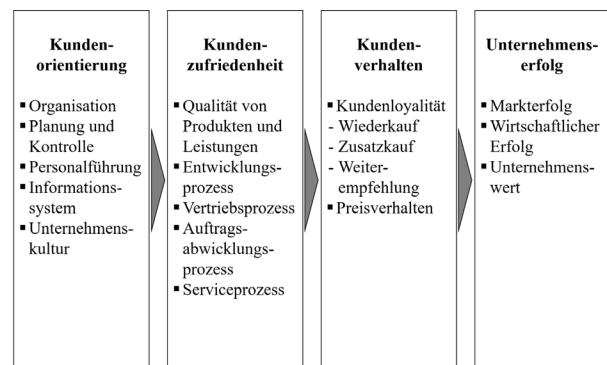 Kunden-
orientierung
▪ Organisation
▪ Planung und
Kontrolle
▪ Personalführung
▪ Informations-
system
▪ Unternehmens-
kultur
Kunden-
zufriedenheit
▪ Qualität von
Produkten und
Leistungen
▪ Entwicklungs-
prozess
▪ Vertriebsprozess
▪ Auftrags-
abwicklungs-
prozess
▪ Serviceprozess
Kunden-
verhalten
▪ Kundenloyalität
- Wiederkauf
- Zusatzkauf
- Weiter-
empfehlung
▪ Preisverhalten
Unternehmens-
erfolg
▪ Markterfolg
▪ Wirtschaftlicher
Erfolg
▪ Unternehmens-
wert